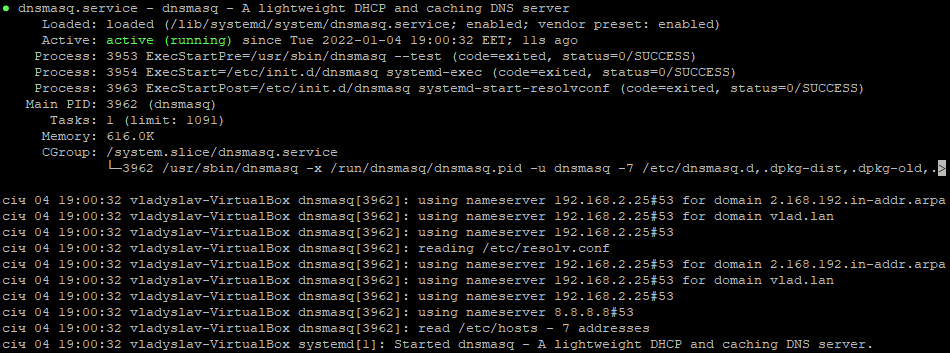 ● dnsmasq.service - dnsmasq - A lightweight DHCP and caching DNS server
Loaded: loaded (/lib/systemd/system/dnsmasq.service; enabled; vendor preset: enabled)
Active: active (running) since Tue 2022-01-04 19:00:32 EET; 11s ago
Process: 3953 ExecStartPre=/usr/sbin/dnsmasq --test (code=exited, status=0/SUCCESS)
Process: 3954 ExecStart=/etc/init.d/dnsmasq systemd-exec (code=exited, status=0/SUCCESS)
Process: 3963 ExecStartPost=/etc/init.d/dnsmasq systemd-start-resolvconf (code=exited, status=0/SUCCESS)
Main PID: 3962 (dnsmasq)
Tasks: 1 (limit: 1091)
Memory: 616.0K
CGroup: /system.slice/dnsmasq.service
└─3962 /usr/sbin/dnsmasq -x /run/dnsmasq/dnsmasq.pid -u dnsmasq -7 /etc/dnsmasq.d,.dpkg-dist,.dpkg-old,.>
січ 04 19:00:32 vladyslav-VirtualBox dnsmasq[3962]: using nameserver 192.168.2.25#53 for domain 2.168.192.in-addr.arpa
січ 04 19:00:32 vladyslav-VirtualBox dnsmasq[3962]: using nameserver 192.168.2.25#53 for domain vlad.lan
січ 04 19:00:32 vladyslav-VirtualBox dnsmasq[3962]: using nameserver 192.168.2.25#53
січ 04 19:00:32 vladyslav-VirtualBox dnsmasq[3962]: reading /etc/resolv.conf
січ 04 19:00:32 vladyslav-VirtualBox dnsmasq[3962]: using nameserver 192.168.2.25#53 for domain 2.168.192.in-addr.arpa
січ 04 19:00:32 vladyslav-VirtualBox dnsmasq[3962]: using nameserver 192.168.2.25#53 for domain vlad.lan
січ 04 19:00:32 vladyslav-VirtualBox dnsmasq[3962]: using nameserver 192.168.2.25#53
січ 04 19:00:32 vladyslav-VirtualBox dnsmasq[3962]: using nameserver 8.8.8.8#53
січ 04 19:00:32 vladyslav-VirtualBox dnsmasq[3962]: read /etc/hosts - 7 addresses
січ 04 19:00:32 vladyslav-VirtualBox systemd[1]: Started dnsmasq - A lightweight DHCP and caching DNS server.